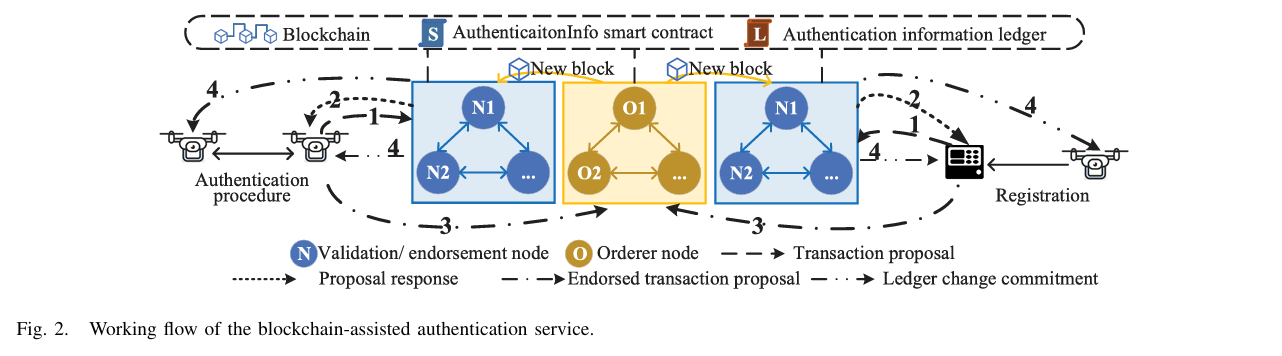 Blockchain S AuthenticaitonInfo smart contract L Authentication information ledger
New block New block
4 2 1 4 3
N1 N2 ...
O1 O2 ...
N1 N2 ...
2 1 4 4 3
Authentication
procedure
Registration
N Validation/ endorsement node O Orderer node Transaction proposal
Proposal response Endorsed transaction proposal Ledger change commitment
Fig. 2. Working flow of the blockchain-assisted authentication service.